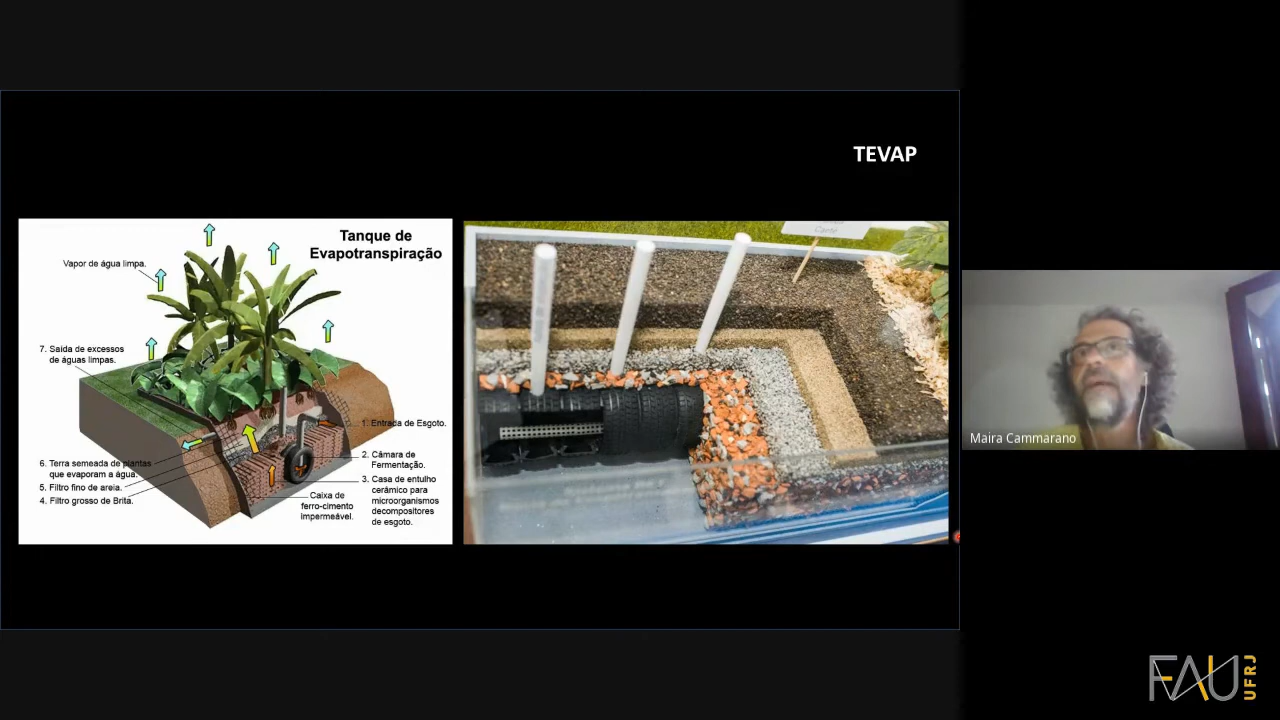 TEVAP
Tanque de
Evapotranspiração
Vapor de água limpa.
7. Saída de excessos
de águas limpas.
1. Entrada de Esgoto.
2. Câmara de
Fermentação.
3. Casa de entulho
cerâmico para
microorganismos
decompositores
de esgoto.
6. Terra semeada de plantas
que evaporam a água.
5. Filtro fino de areia.
4. Filtro grosso de Brita.
Caixa de
ferro-cimento
impermeável.
Maira Cammarano
FAU
UFRJ